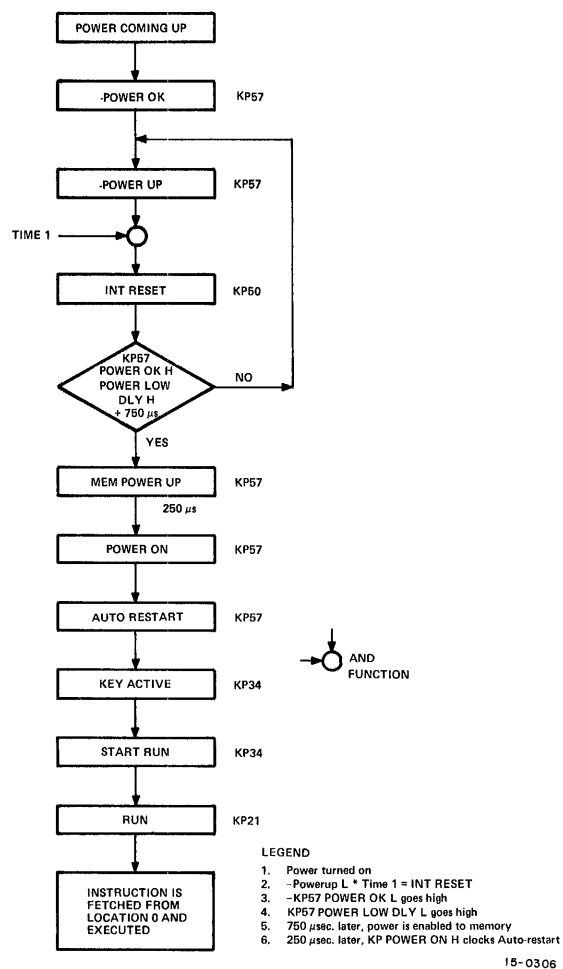 POWER COMING UP
-POWER OK KP57
-POWER UP KP57
TIME 1
INT RESET KP50
KP57
POWER OK H
POWER LOW
DLY H
+ 750 µs
NO
YES
MEM POWER UP KP57
250 µs
POWER ON KP57
AUTO RESTART KP57
KEY ACTIVE KP34
START RUN KP34
RUN KP21
INSTRUCTION IS
FETCHED FROM
LOCATION 0 AND
EXECUTED
AND
FUNCTION
LEGEND
1. Power turned on
2. -Powerup L * Time 1 = INT RESET
3. -KP57 POWER OK L goes high
4. KP57 POWER LOW DLY L goes high
5. 750 µsec. later, power is enabled to memory
6. 250 µsec. later, KP POWER ON H clocks Auto-restart
15-0306